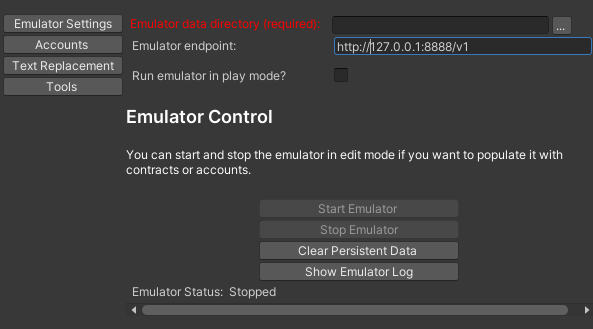 Emulator Settings
Accounts
Text Replacement
Tools
Emulator data directory (required):
...
Emulator endpoint:
http://127.0.0.1:8888/v1
Run emulator in play mode?
Emulator Control
You can start and stop the emulator in edit mode if you want to populate it with
contracts or accounts.
Start Emulator
Stop Emulator
Clear Persistent Data
Show Emulator Log
Emulator Status: Stopped